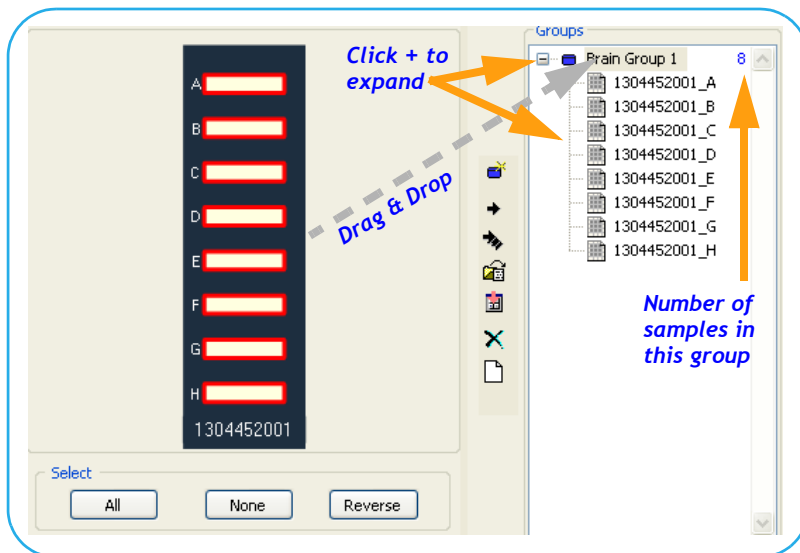 Groups
Click + to
expand
Brain Group 1 8
1304452001_A
1304452001_B
1304452001_C
1304452001_D
1304452001_E
1304452001_F
1304452001_G
1304452001_H
A
B
C
D
E
F
G
H
1304452001
Drag & Drop
Number of
samples in
this group
Select
All None Reverse